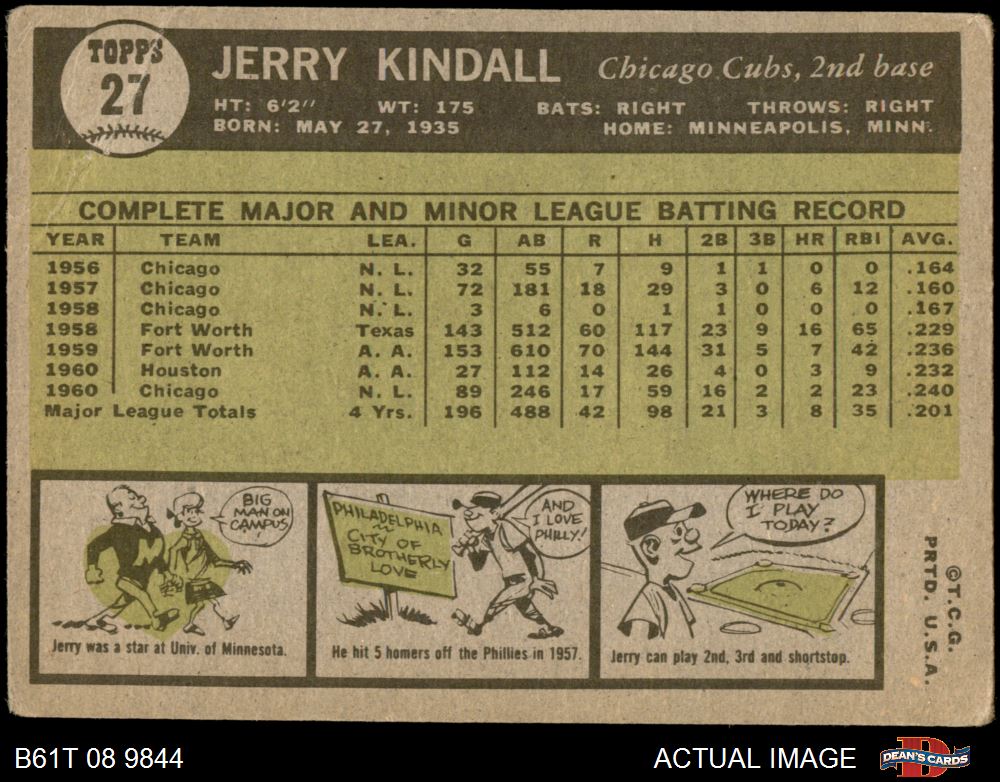 TOPPS
27
JERRY KINDALL Chicago Cubs, 2nd base
HT: 6'2" WT: 175 BATS: RIGHT THROWS: RIGHT
BORN: MAY 27, 1935 HOME: MINNEAPOLIS, MINN.
COMPLETE MAJOR AND MINOR LEAGUE BATTING RECORD
YEAR TEAM LEA. G AB R H 2B 3B HR RBI AVG.
1956 Chicago N. L. 32 55 7 9 1 1 0 0 .164
1957 Chicago N. L. 72 181 18 29 3 0 6 12 .160
1958 Chicago N. L. 3 6 0 1 1 0 0 0 .167
1958 Fort Worth Texas 143 512 60 117 23 9 16 65 .229
1959 Fort Worth A. A. 153 610 70 144 31 5 7 42 .236
1960 Houston A. A. 27 112 14 26 4 0 3 9 .232
1960 Chicago N. L. 89 246 17 59 16 2 2 23 .240
Major League Totals 4 Yrs. 196 488 42 98 21 3 8 35 .201
BIG
MAN ON
CAMPUS
M
Jerry was a star at Univ. of Minnesota.
PHILADELPHIA
~
CITY OF
BROTHERLY
LOVE
AND
I LOVE
PHILLY!
He hit 5 homers off the Phillies in 1957.
WHERE DO
I PLAY
TODAY?
Jerry can play 2nd, 3rd and shortstop.
©T.C.G.
PRTD. U.S.A.
B61T 08 9844
ACTUAL IMAGE
DEAN'S CARDS